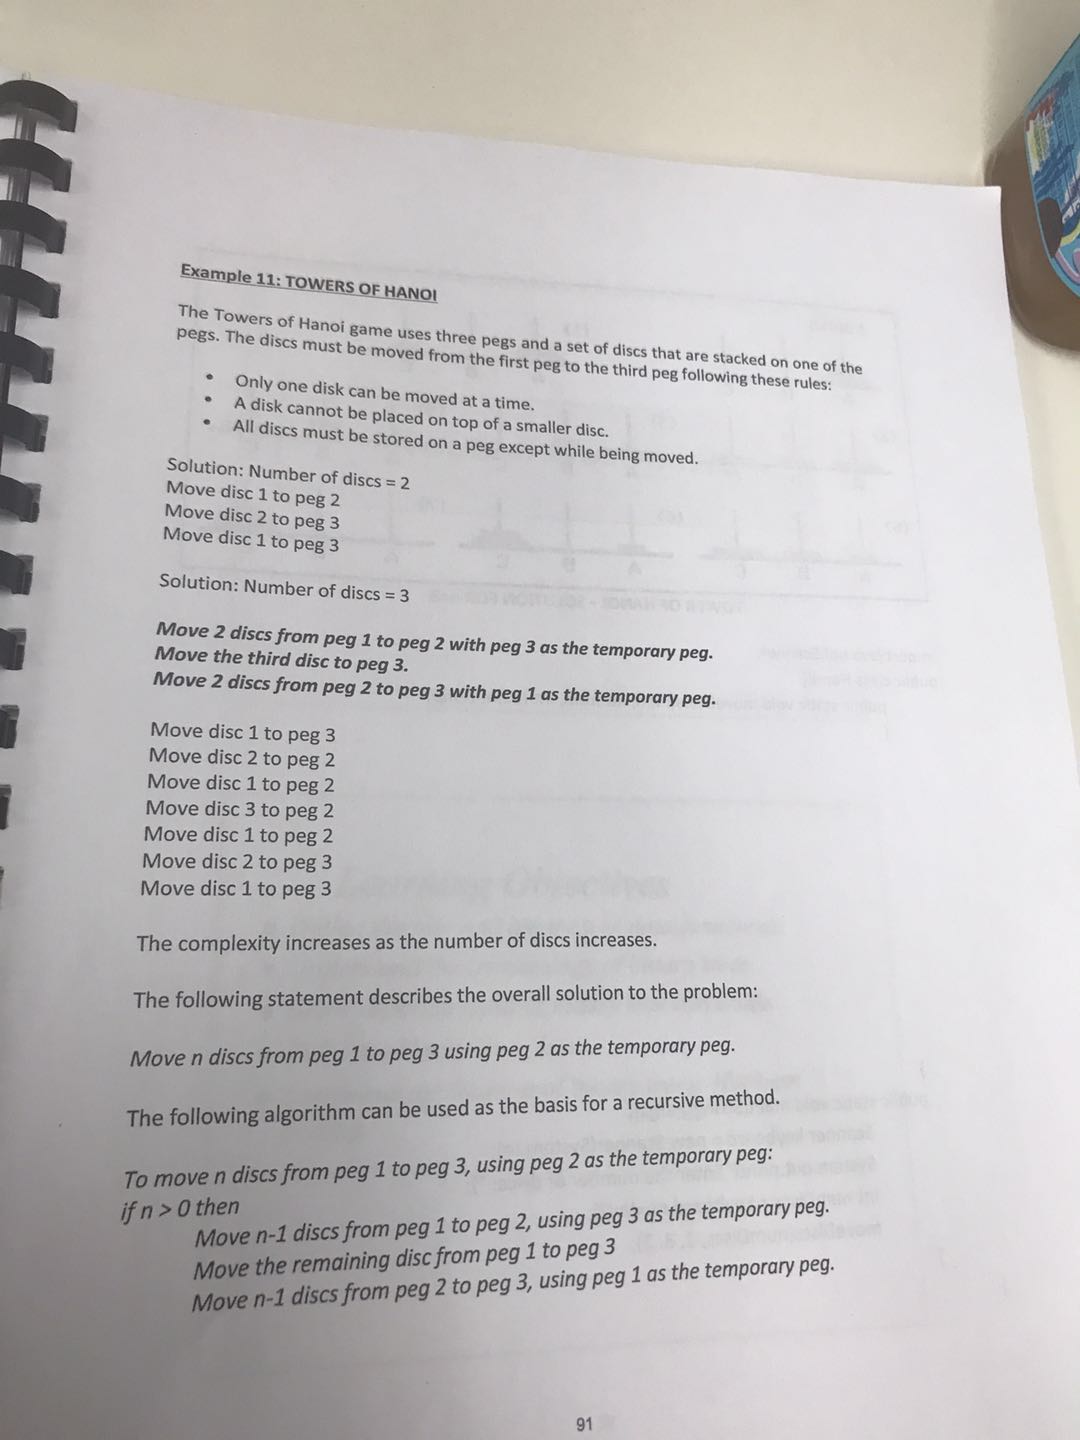 Example 11: TOWERS OF HANOI
The Towers of Hanoi game uses three pegs and a set of discs that are stacked on one of the
pegs. The discs must be moved from the first peg to the third peg following these rules:
• Only one disk can be moved at a time.
• A disk cannot be placed on top of a smaller disc.
• All discs must be stored on a peg except while being moved.
Solution: Number of discs = 2
Move disc 1 to peg 2
Move disc 2 to peg 3
Move disc 1 to peg 3
Solution: Number of discs = 3
Move 2 discs from peg 1 to peg 2 with peg 3 as the temporary peg.
Move the third disc to peg 3.
Move 2 discs from peg 2 to peg 3 with peg 1 as the temporary peg.
Move disc 1 to peg 3
Move disc 2 to peg 2
Move disc 1 to peg 2
Move disc 3 to peg 2
Move disc 1 to peg 2
Move disc 2 to peg 3
Move disc 1 to peg 3
The complexity increases as the number of discs increases.
The following statement describes the overall solution to the problem:
Move n discs from peg 1 to peg 3 using peg 2 as the temporary peg.
The following algorithm can be used as the basis for a recursive method.
To move n discs from peg 1 to peg 3, using peg 2 as the temporary peg:
if n > 0 then
Move n-1 discs from peg 1 to peg 2, using peg 3 as the temporary peg.
Move the remaining disc from peg 1 to peg 3
Move n-1 discs from peg 2 to peg 3, using peg 1 as the temporary peg.
91